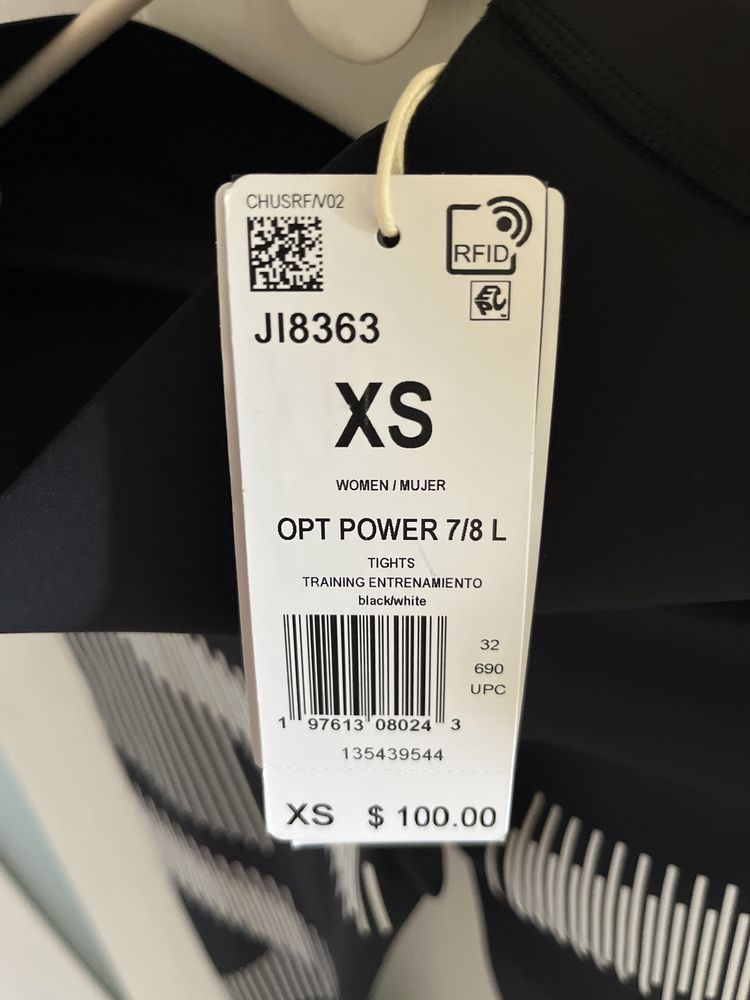 CHUSRF/V02
RFID
EPC
JI8363
XS
WOMEN / MUJER
OPT POWER 7/8 L
TIGHTS
TRAINING ENTRENAMIENTO
black/white
32
690
UPC
1 97613 08024 3
135439544
XS $ 100.00